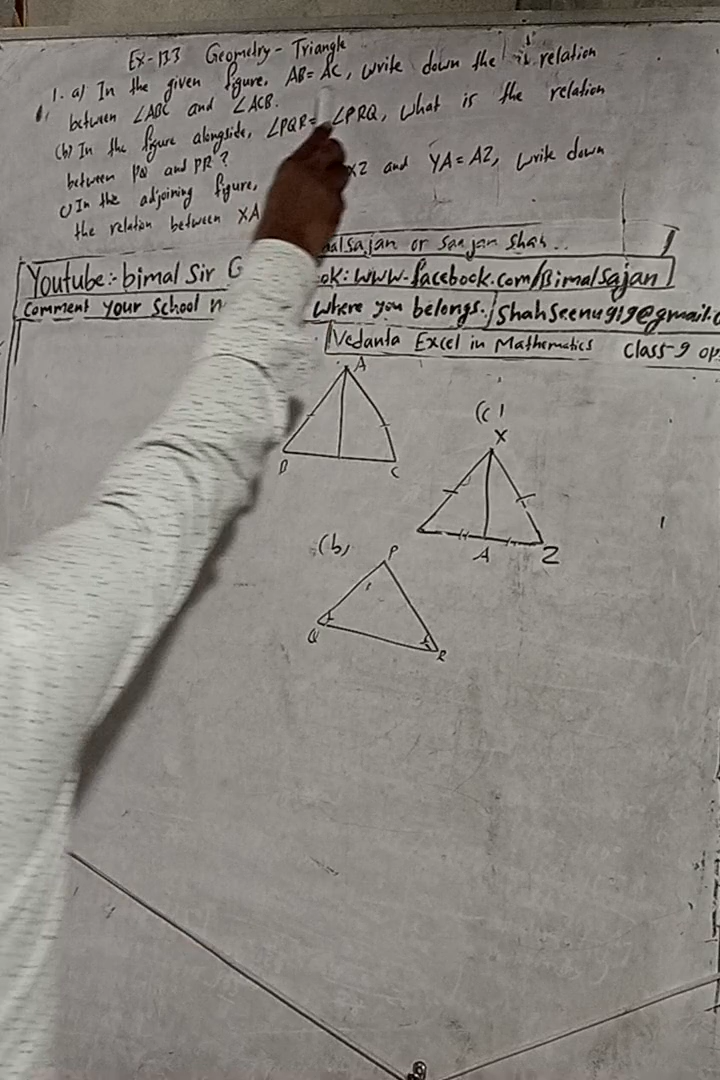 Ex-13.3 Geometry - Triangle
1. a) In the given figure, AB = AC, write down the relation
between ∠ABC and ∠ACB.
(b) In the figure alongside, ∠PQR = ∠PRQ, what is the relation
between PQ and PR ?
c) In the adjoining figure, XZ and YA = AZ, write down
the relation between XA
alsajan or Sanjan Shah..
Youtube:- bimal Sir G ok: www.facebook.com/Bimalsajan
Comment your School where you belongs. Shahseenu919@gmail.c
Vedanta Excel in Mathematics Class-9 op
A
B
C
(c)
X
A
Z
(b)
P
Q
R